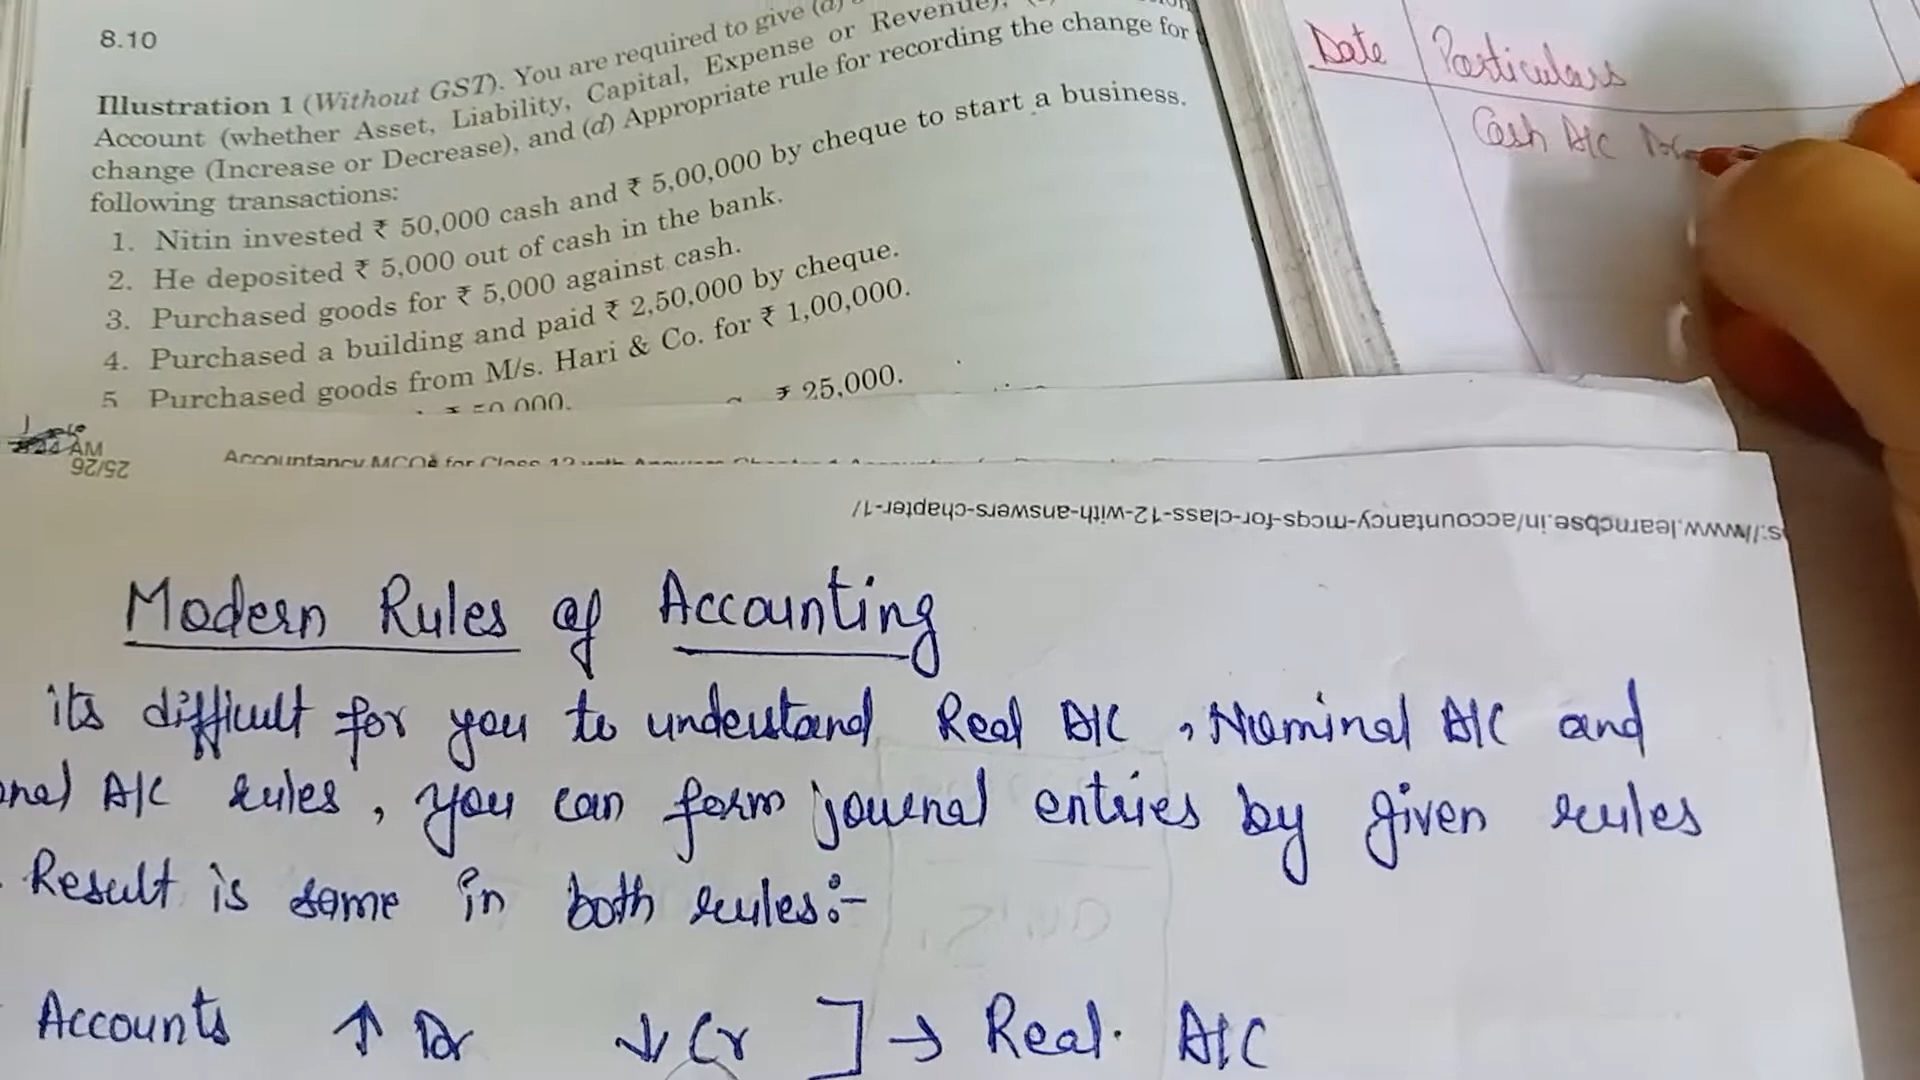 8.10
Illustration 1 (Without GST). You are required to give (a)
Account (whether Asset, Liability, Capital, Expense or Revenue),
change (Increase or Decrease), and (d) Appropriate rule for recording the change for
following transactions:
1. Nitin invested ₹ 50,000 cash and ₹ 5,00,000 by cheque to start a business.
2. He deposited ₹ 5,000 out of cash in the bank.
3. Purchased goods for ₹ 5,000 against cash.
4. Purchased a building and paid ₹ 2,50,000 by cheque.
5 Purchased goods from M/s. Hari & Co. for ₹ 1,00,000.
₹ 25,000.
Date Particulars
Cash A/C
AM
25/26
Accountancy MCQs for Class 12 with
s://www.learncbse.in/accountancy-mcqs-for-class-12-with-answers-chapter-1/
Modern Rules of Accounting
its difficult for you to understand Real A/C , Nominal A/C and
onal A/C rules , you can form journal entries by given rules
Result is same in both rules:-
Accounts ↑ Dr ↓ Cr ] → Real. A/C